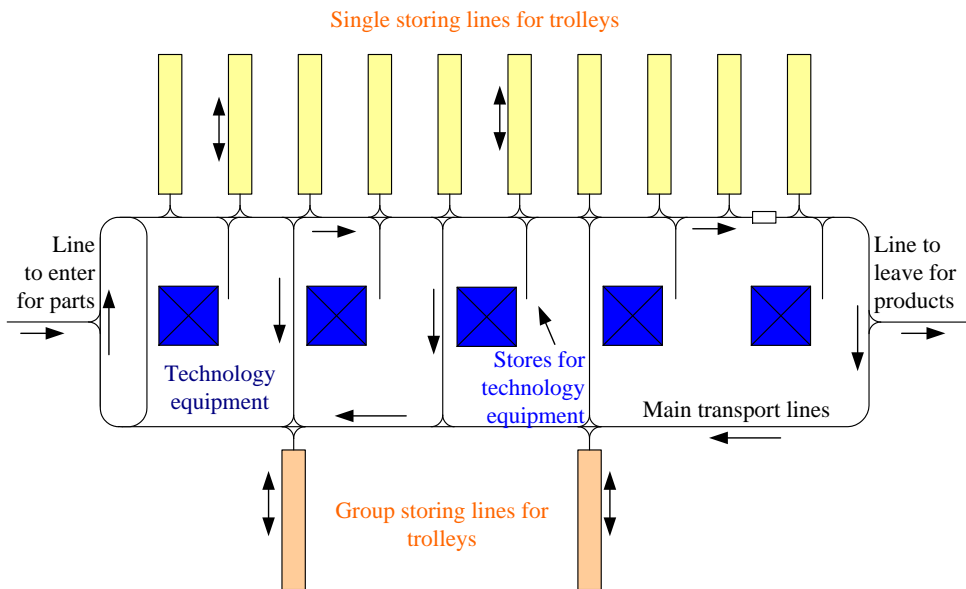 Single storing lines for trolleys
Line
to enter
for parts
Line to
leave for
products
Technology
equipment
Stores for
technology
equipment
Main transport lines
Group storing lines for
trolleys